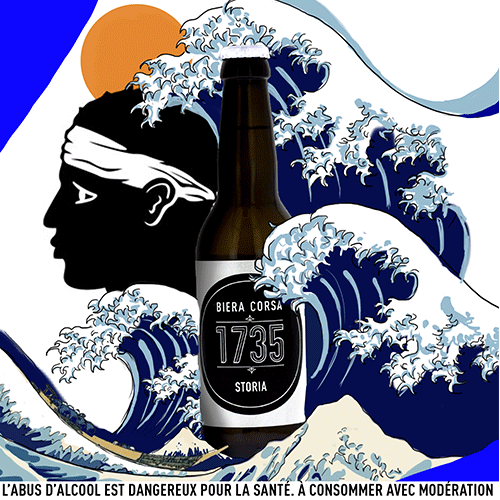 BIERA CORSA
1735
STORIA
L'ABUS D'ALCOOL EST DANGEREUX POUR LA SANTÉ. À CONSOMMER AVEC MODÉRATION